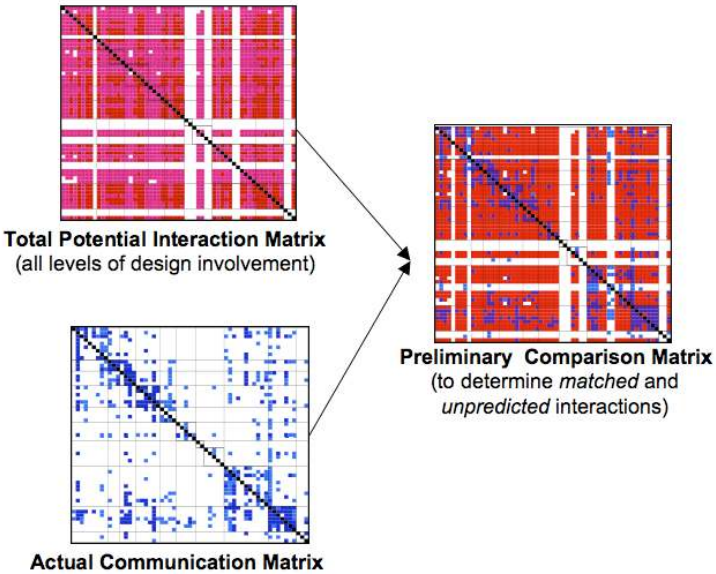 Total Potential Interaction Matrix
(all levels of design involvement)
Preliminary Comparison Matrix
(to determine matched and
unpredicted interactions)
Actual Communication Matrix